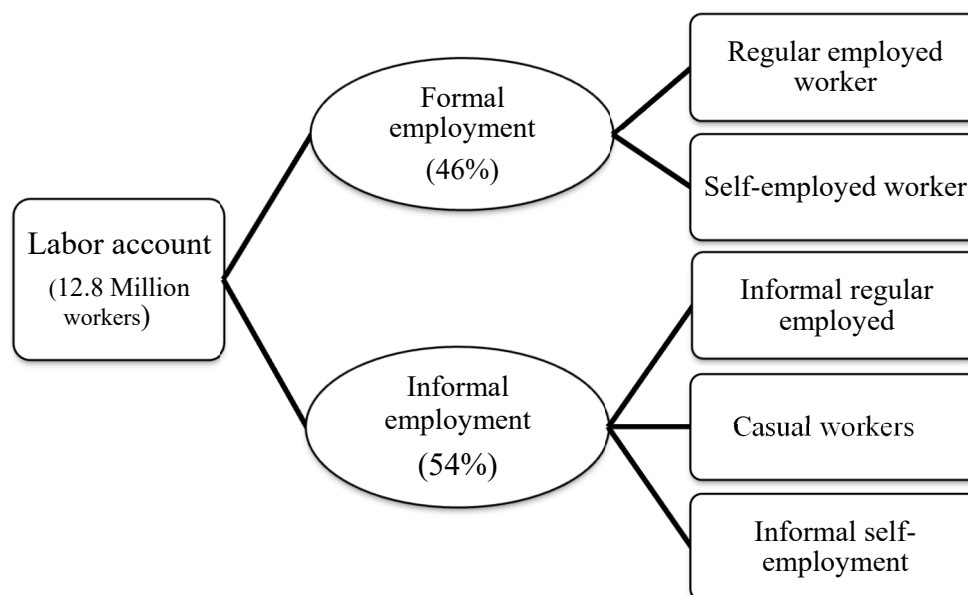 Labor account
(12.8 Million
workers)
Formal
employment
(46%)
Regular employed
worker
Self-employed worker
Informal
employment
(54%)
Informal regular
employed
Casual workers
Informal self-
employment